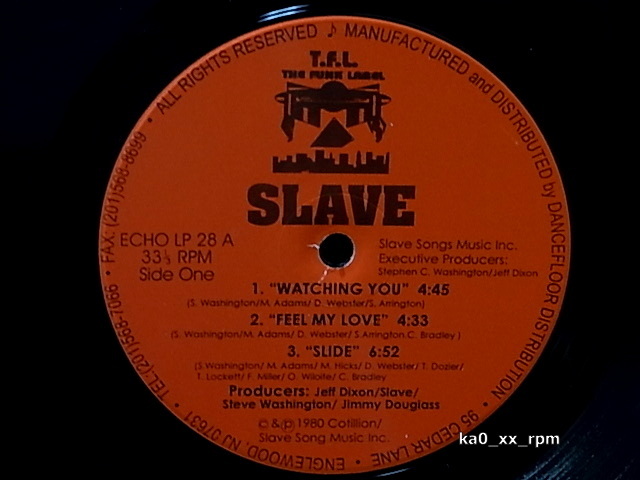 ALL RIGHTS RESERVED ♪ MANUFACTURED and DISTRIBUTED by DANCEFLOOR DISTRIBUTION • 95 CEDAR LANE • ENGLEWOOD, NJ 07631 • TEL:(201)568-7066 • FAX: (201)568-8699 •
T.F.L.
THE FUNK LABEL
SLAVE
ECHO LP 28 A
33⅓ RPM
Side One
Slave Songs Music Inc.
Executive Producers:
Stephen C. Washington/Jeff Dixon
1. "WATCHING YOU" 4:45
(S. Washington/M. Adams/ D. Webster/S. Arrington)
2. "FEEL MY LOVE" 4:33
(S. Washington/M. Adams/D. Webster/ S.Arrington.C. Bradley )
3. "SLIDE" 6:52
(S.Washington/ M. Adams/ M. Hicks/ D. Webster/ T. Dozier/
T. Lockett/ F. Miller/ O. Wiloite/ C. Bradley
Producers: Jeff Dixon/Slave/
Steve Washington/ Jimmy Douglass
© &℗1980 Cotillion/
Slave Song Music Inc.
ka0_xx_rpm